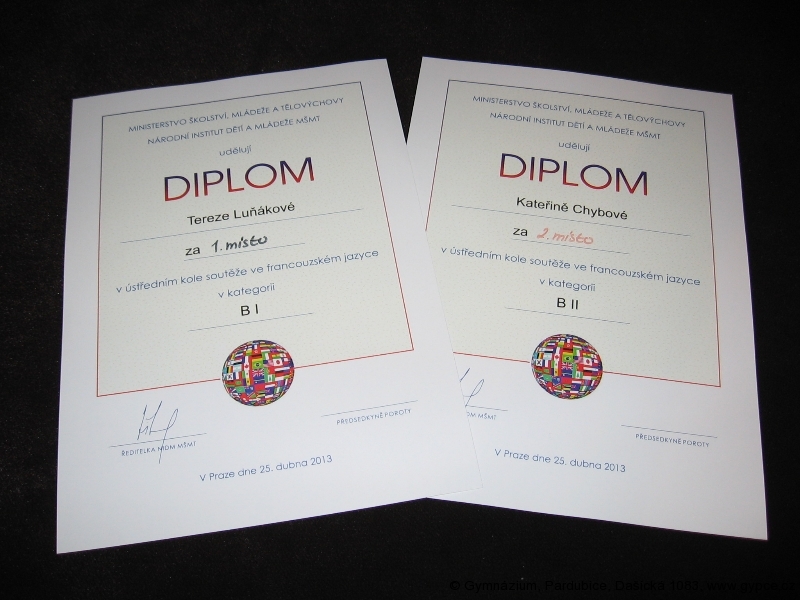 MINISTERSTVO ŠKOLSTVÍ, MLÁDEŽE A TĚLOVÝCHOVY
NÁRODNÍ INSTITUT DĚTÍ A MLÁDEŽE MŠMT
udělují
DIPLOM
Tereze Luňákové
za 1. místo
v ústředním kole soutěže ve francouzském jazyce
v kategorii
B I
ŘEDITELKA NIDM MŠMT
PŘEDSEDKYNĚ POROTY
V Praze dne 25. dubna 2013
MINISTERSTVO ŠKOLSTVÍ, MLÁDEŽE A TĚLOVÝCHOVY
NÁRODNÍ INSTITUT DĚTÍ A MLÁDEŽE MŠMT
udělují
DIPLOM
Kateřině Chybové
za 2. místo
v ústředním kole soutěže ve francouzském jazyce
v kategorii
B II
MŠMT
PŘEDSEDKYNĚ POROTY
V Praze dne 25. dubna 2013
© Gymnázium, Pardubice, Dašická 1083